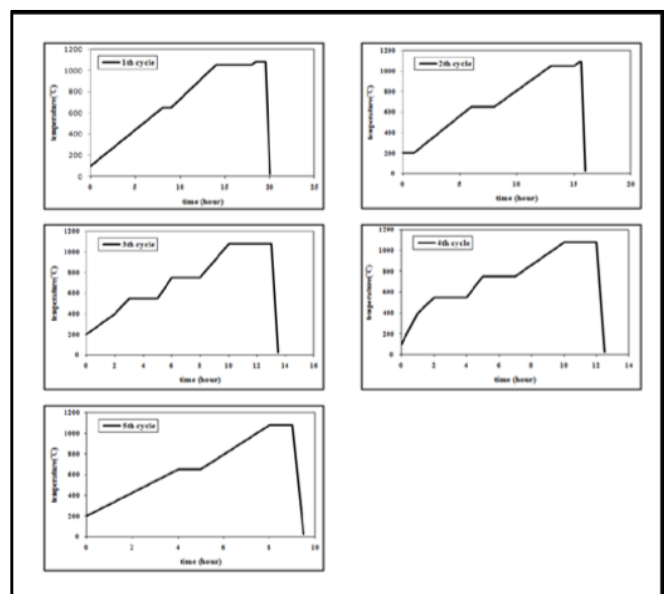 1th cycle
temperature(°C)
1200
1000
800
600
400
200
0
0 5 10 15 20 25
time (hour)
2th cycle
temperature(°C)
1200
1000
800
600
400
200
0
0 5 10 15 20
time (hour)
3th cycle
temperature(°C)
1200
1000
800
600
400
200
0
0 2 4 6 8 10 12 14 16
time (hour)
4th cycle
temperature(°C)
1200
1000
800
600
400
200
0
0 2 4 6 8 10 12 14
time (hour)
5th cycle
temperature(°C)
1200
1000
800
600
400
200
0
0 2 4 6 8 10
time (hour)